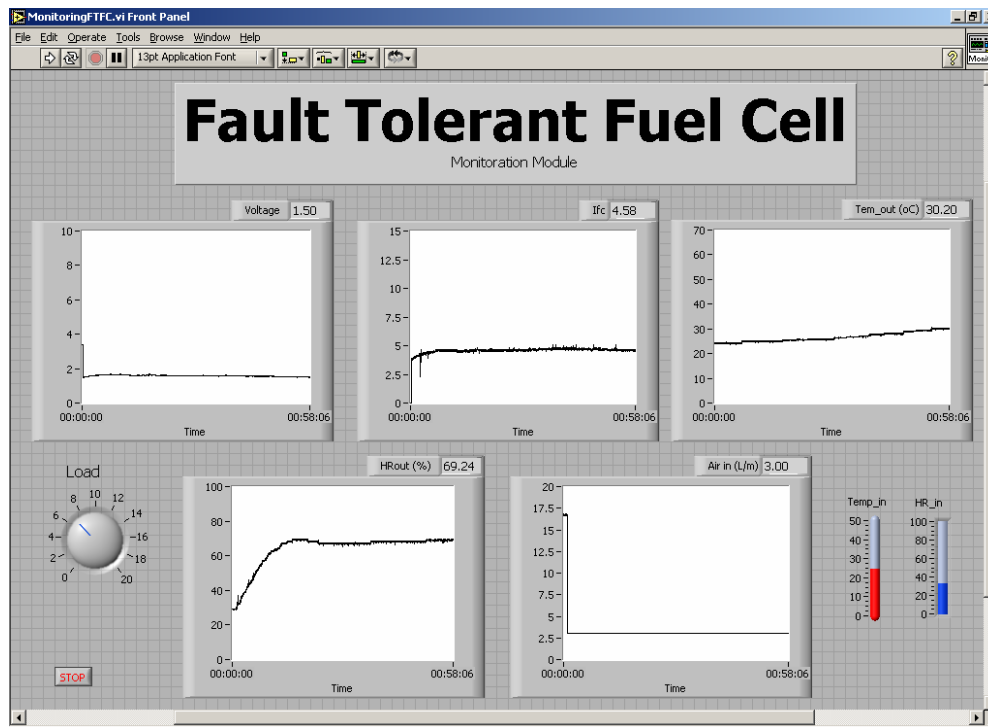 MonitoringFTFC.vi Front Panel
File Edit Operate Tools Browse Window Help
13pt Application Font
?
Fault Tolerant Fuel Cell
Monitoration Module
Voltage 1.50
10
8
6
4
2
0
00:00:00 00:58:06
Time
Ifc 4.58
15
12.5
10
7.5
5
2.5
0
00:00:00 00:58:06
Time
Tem_out (oC) 30.20
70
60
50
40
30
20
10
0
00:00:00 00:58:06
Time
Load
0 2 4 6 8 10 12 14 16 18 20
HRout (%) 69.24
100
80
60
40
20
0
00:00:00 00:58:06
Time
Air in (L/m) 3.00
20
17.5
15
12.5
10
7.5
5
2.5
0
00:00:00 00:58:06
Time
Temp_in
50
40
30
20
10
0
HR_in
100
80
60
40
20
0
STOP